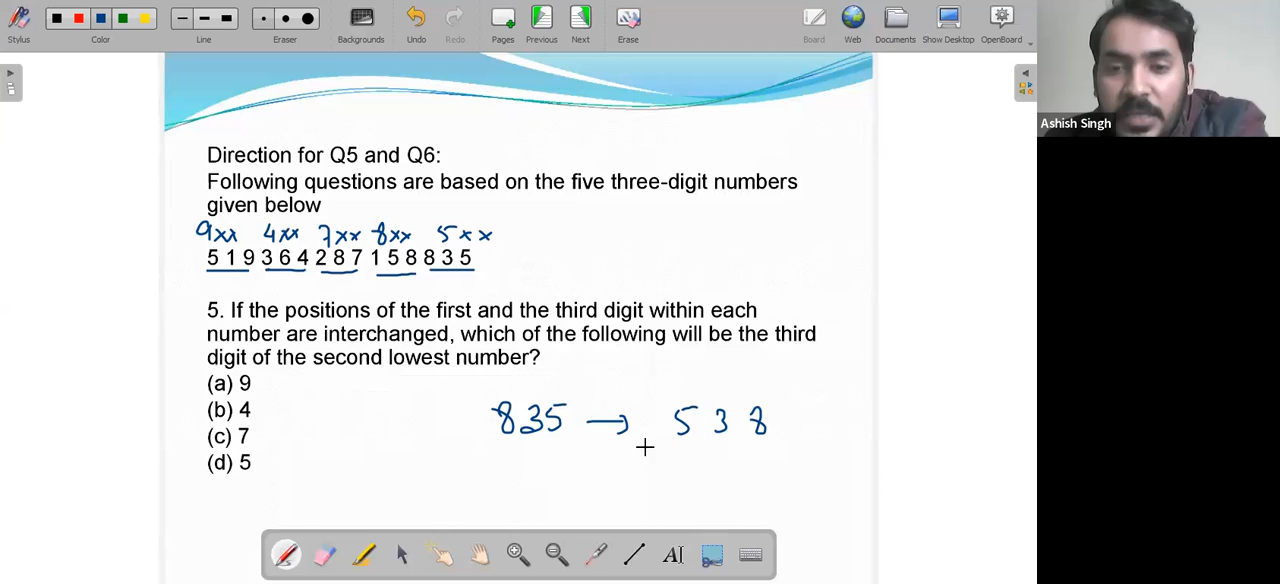 Stylus Color Line Eraser Backgrounds Undo Redo Pages Previous Next Erase Board Web Documents Show Desktop OpenBoard
Ashish Singh
Direction for Q5 and Q6:
Following questions are based on the five three-digit numbers
given below
9xx 4xx 7xx 8xx 5xx
5 1 9 3 6 4 2 8 7 1 5 8 8 3 5
5. If the positions of the first and the third digit within each
number are interchanged, which of the following will be the third
digit of the second lowest number?
(a) 9
(b) 4
(c) 7
(d) 5
835 → 5 3 8